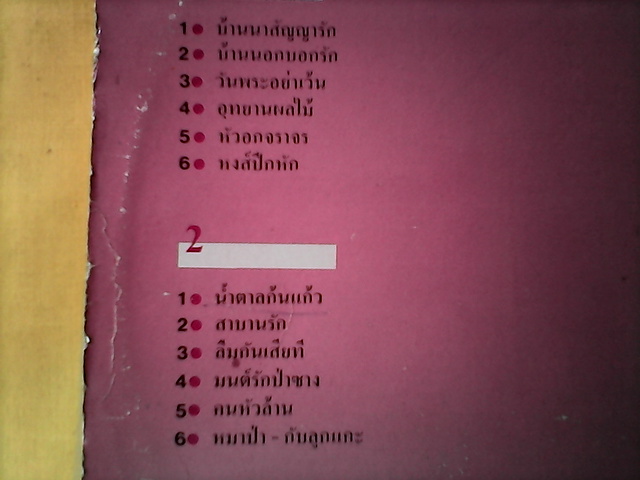 1 ● บ้านนาสัญญารัก
2 ● บ้านนอกบอกรัก
3 ● วันพระอย่าเว้น
4 ● อุทยานผลไม้
5 ● หัวอกจราจร
6 ● หงส์ปีกหัก
2
1 ● น้ำตาลก้นแก้ว
2 ● สาบานรัก
3 ● ลืมกันเสียที
4 ● มนต์รักป่าซาง
5 ● คนหัวล้าน
6 ● หมาป่า - กับลูกแกะ